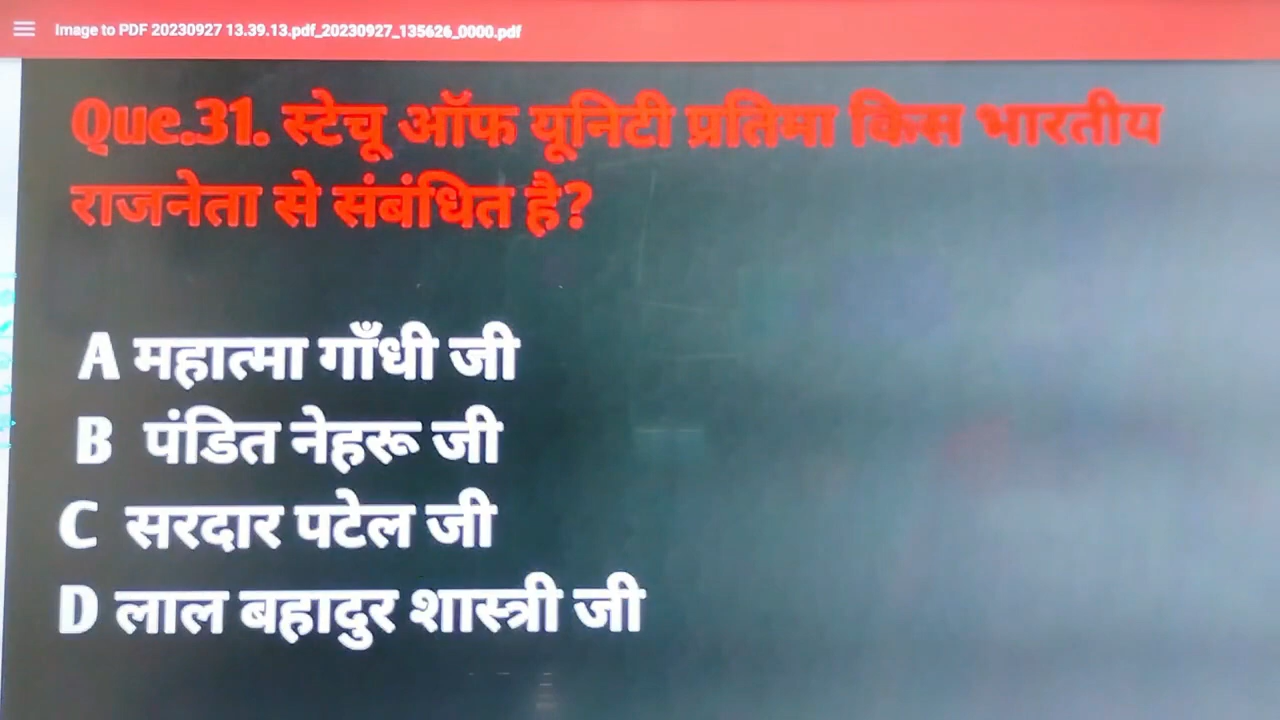 Image to PDF 20230927 13.39.13.pdf_20230927_135626_0000.pdf
Que.31. स्टेचू ऑफ यूनिटी प्रतिमा किस भारतीय
राजनेता से संबंधित है?
A महात्मा गाँधी जी
B पंडित नेहरू जी
C सरदार पटेल जी
D लाल बहादुर शास्त्री जी